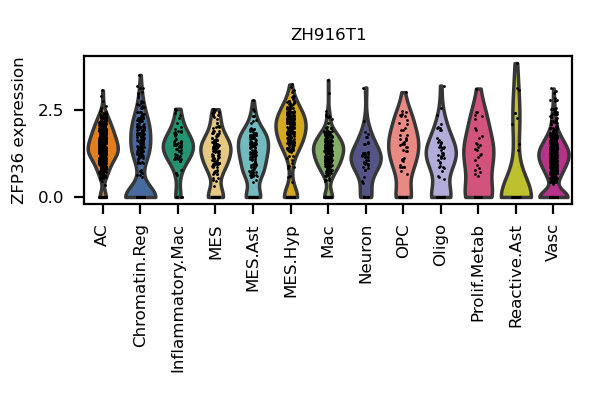 ZH916T1
ZFP36 expression
2.5
0.0
AC
Chromatin.Reg
Inflammatory.Mac
MES
MES.Ast
MES.Hyp
Mac
Neuron
OPC
Oligo
Prolif.Metab
Reactive.Ast
Vasc